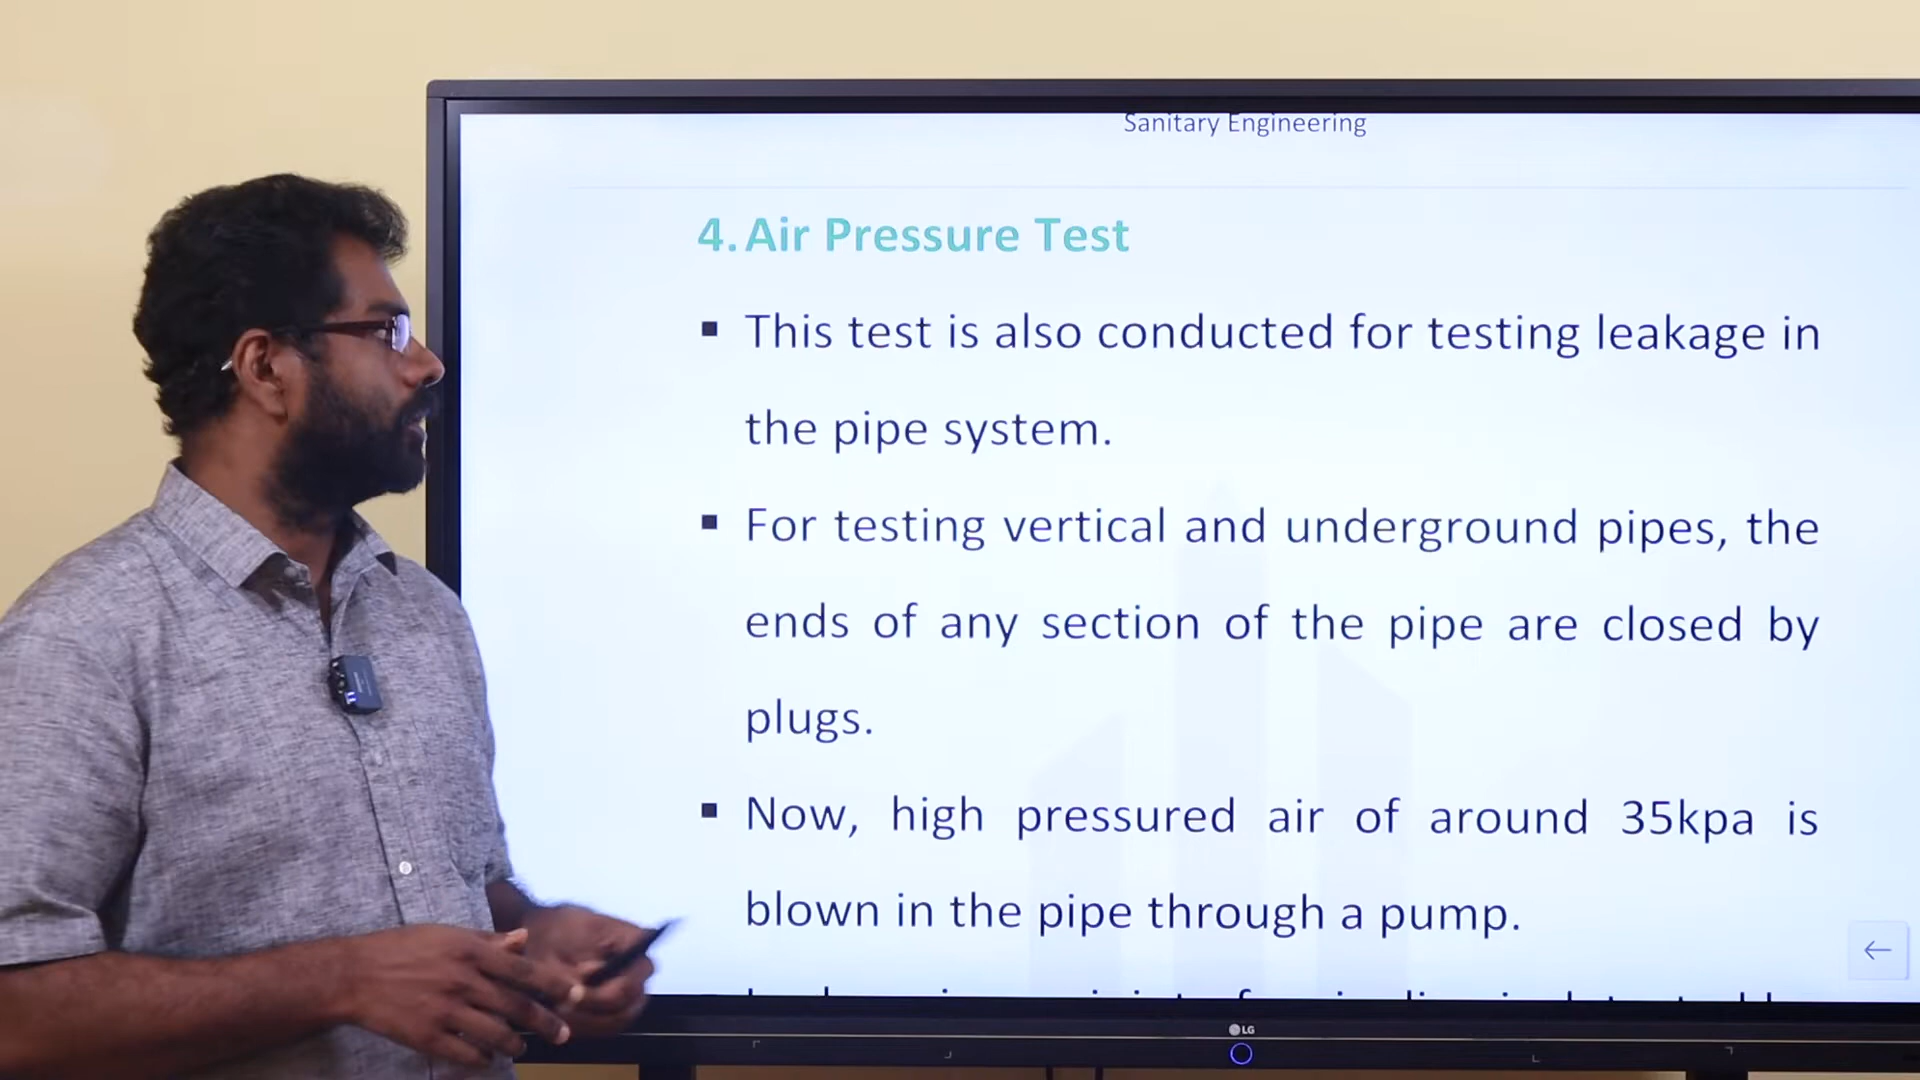 Sanitary Engineering
4. Air Pressure Test
▪ This test is also conducted for testing leakage in
the pipe system.
▪ For testing vertical and underground pipes, the
ends of any section of the pipe are closed by
plugs.
▪ Now, high pressured air of around 35kpa is
blown in the pipe through a pump.
LG